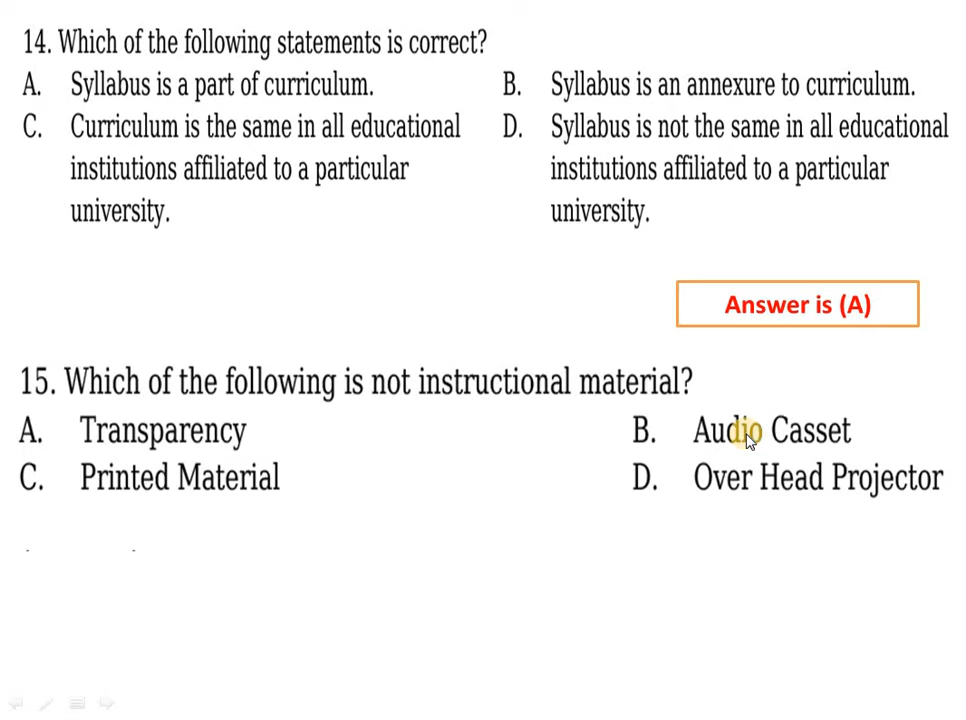 14. Which of the following statements is correct?
A. Syllabus is a part of curriculum.
B. Syllabus is an annexure to curriculum.
C. Curriculum is the same in all educational
institutions affiliated to a particular
university.
D. Syllabus is not the same in all educational
institutions affiliated to a particular
university.
Answer is (A)
15. Which of the following is not instructional material?
A. Transparency
B. Audio Casset
C. Printed Material
D. Over Head Projector